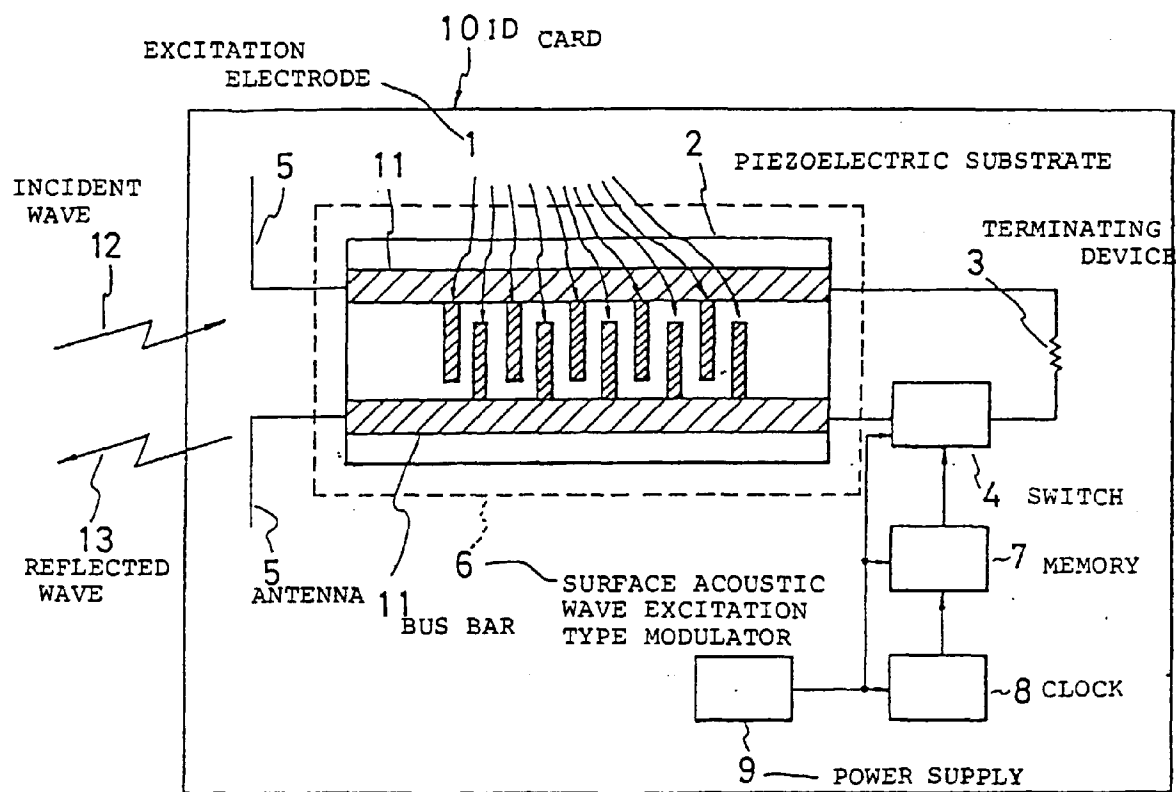 10 ID CARD
EXCITATION
ELECTRODE
1
2
PIEZOELECTRIC SUBSTRATE
5
11
INCIDENT
WAVE
12
TERMINATING
DEVICE
3
4
SWITCH
13
REFLECTED
WAVE
5
ANTENNA
11
BUS BAR
6
SURFACE ACOUSTIC
WAVE EXCITATION
TYPE MODULATOR
7 MEMORY
8 CLOCK
9
POWER SUPPLY